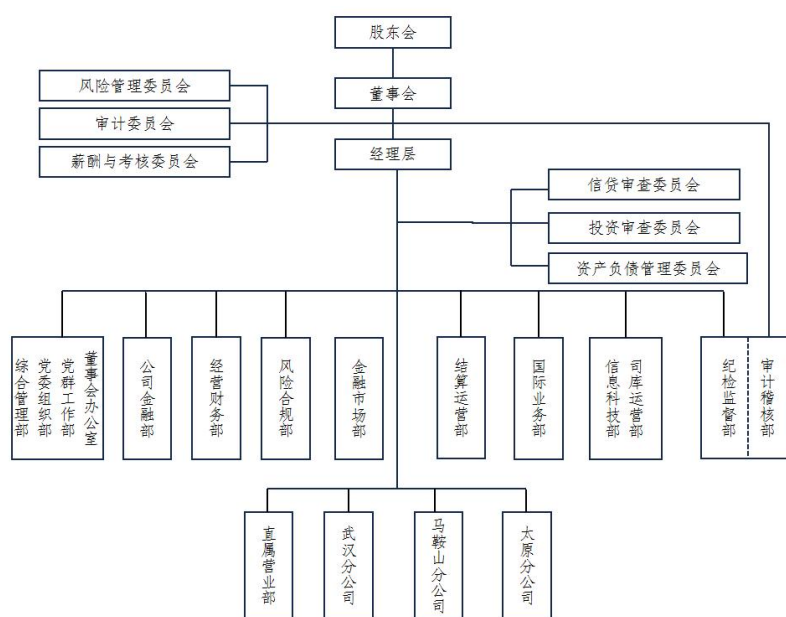 股东会
董事会
风险管理委员会
审计委员会
薪酬与考核委员会
经理层
信贷审查委员会
投资审查委员会
资产负债管理委员会
综合管理部
党委组织部
党群工作部
董事会办公室
公司金融部
经营财务部
风险合规部
金融市场部
结算运营部
国际业务部
信息科技部
司库运营部
纪检监督部
审计稽核部
直属营业部
武汉分公司
马鞍山分公司
太原分公司